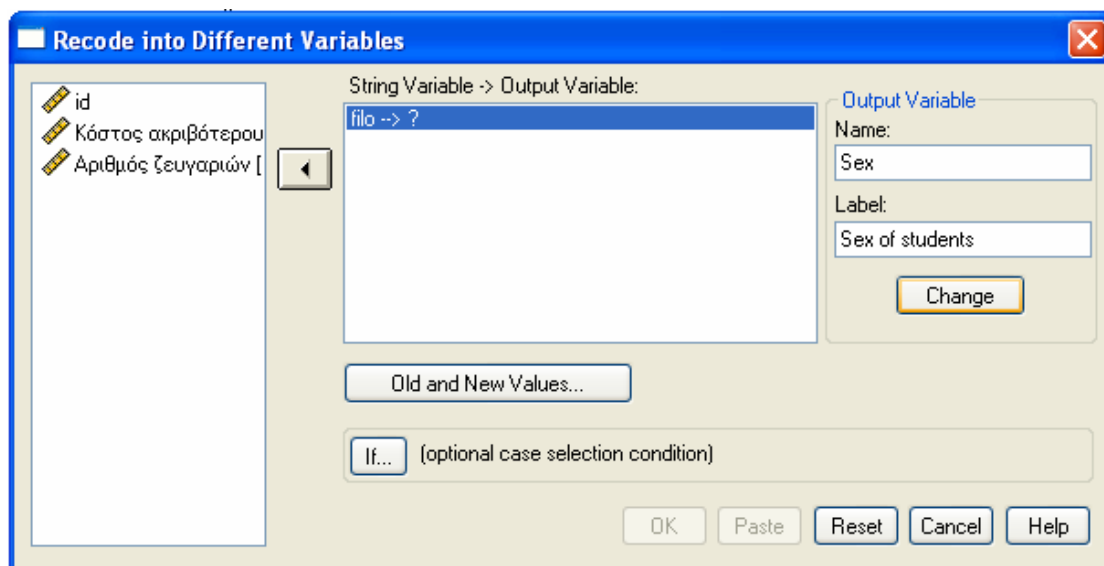 Recode into Different Variables
id
Κόστος ακριβότερου
Αριθμός ζευγαριών [
String Variable -> Output Variable:
filo --> ?
Output Variable
Name:
Sex
Label:
Sex of students
Change
Old and New Values...
If... (optional case selection condition)
OK Paste Reset Cancel Help